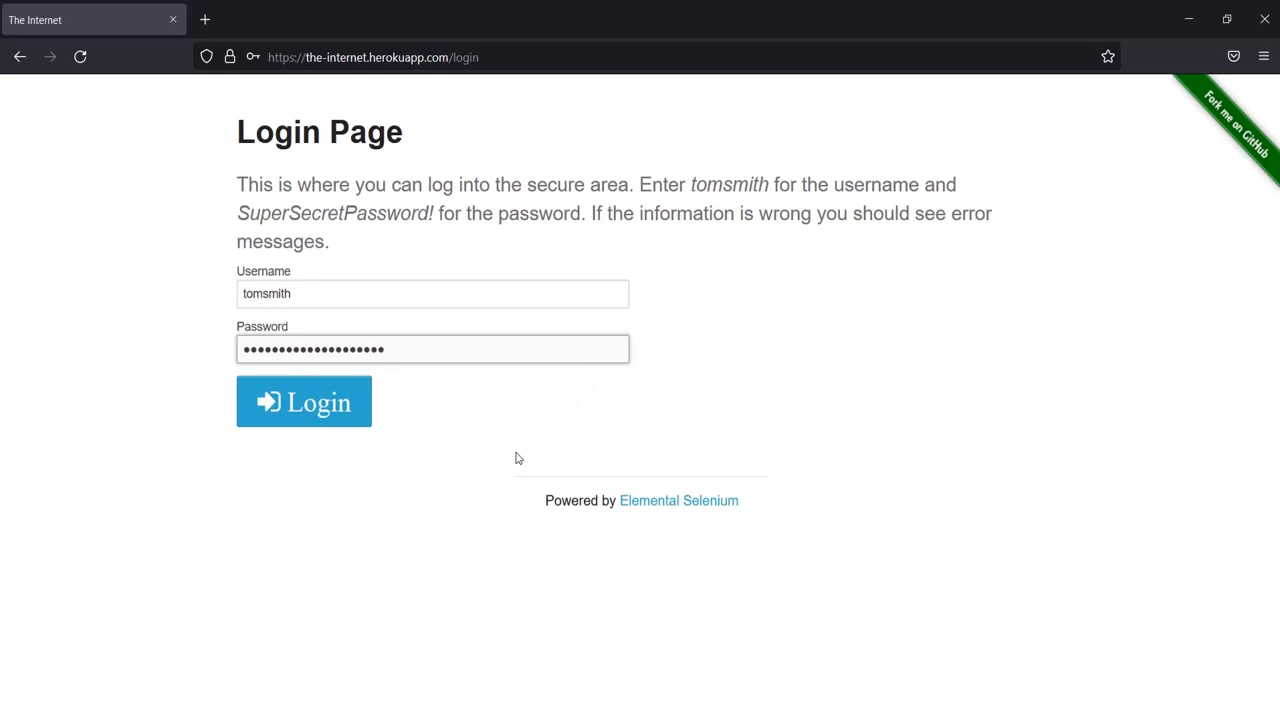 The Internet
https://the-internet.herokuapp.com/login
Fork me on GitHub
Login Page
This is where you can log into the secure area. Enter tomsmith for the username and
SuperSecretPassword! for the password. If the information is wrong you should see error
messages.
Username
tomsmith
Password
••••••••••••••••••••
Login
Powered by Elemental Selenium